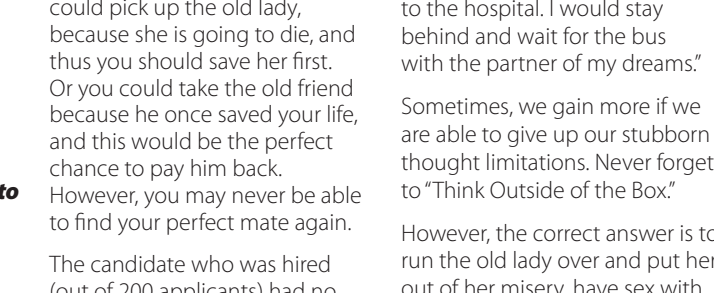 could pick up the old lady,
because she is going to die, and
thus you should save her first.
Or you could take the old friend
because he once saved your life,
and this would be the perfect
chance to pay him back.
to
However, you may never be able
to find your perfect mate again.
The candidate who was hired
(out of 200 applicants) had no
to the hospital. I would stay
behind and wait for the bus
with the partner of my dreams.”
Sometimes, we gain more if we
are able to give up our stubborn
thought limitations. Never forget
to “Think Outside of the Box.”
However, the correct answer is to
run the old lady over and put her
out of her misery, have sex with